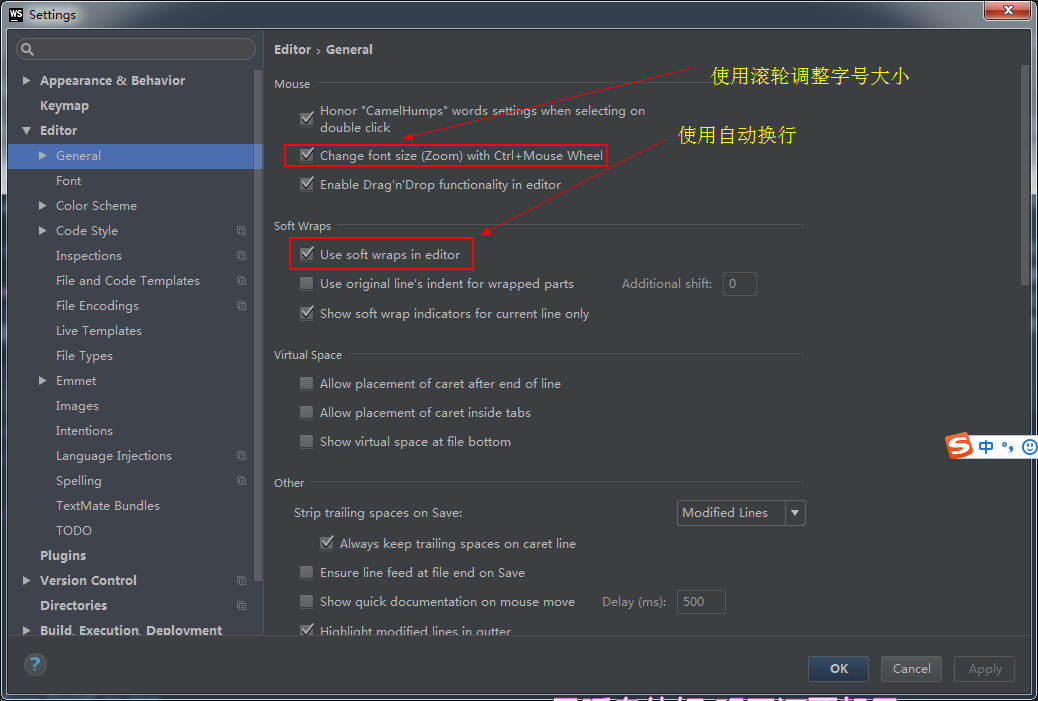 WS Settings
Appearance & Behavior
Keymap
Editor
General
Font
Color Scheme
Code Style
Inspections
File and Code Templates
File Encodings
Live Templates
File Types
Emmet
Images
Intentions
Language Injections
Spelling
TextMate Bundles
TODO
Plugins
Version Control
Directories
Build, Execution, Deployment
Editor › General
Mouse
使用滚轮调整字号大小
Honor "CamelHumps" words settings when selecting on
double click
使用自动换行
Change font size (Zoom) with Ctrl+Mouse Wheel
Enable Drag'n'Drop functionality in editor
Soft Wraps
Use soft wraps in editor
Use original line's indent for wrapped parts Additional shift: 0
Show soft wrap indicators for current line only
Virtual Space
Allow placement of caret after end of line
Allow placement of caret inside tabs
Show virtual space at file bottom
Other
Strip trailing spaces on Save: Modified Lines
Always keep trailing spaces on caret line
Ensure line feed at file end on Save
Show quick documentation on mouse move Delay (ms): 500
Highlight modified lines in gutter
S 中 °,
? OK Cancel Apply